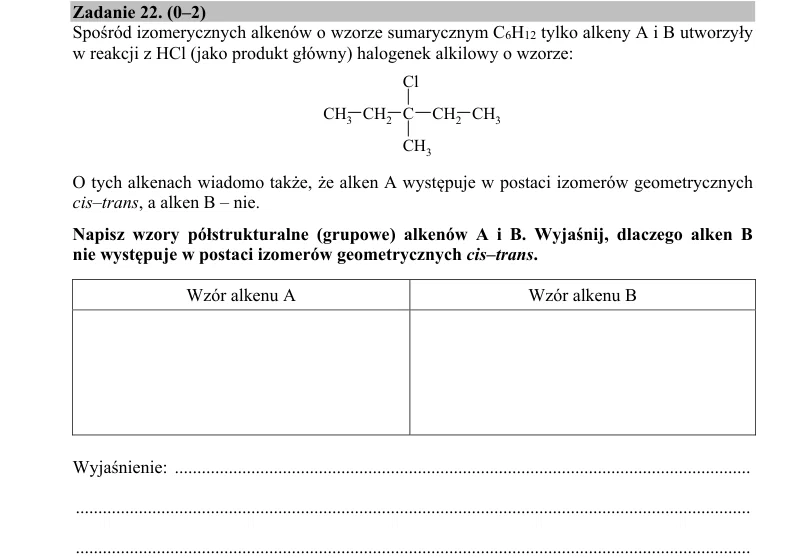 Zadanie 22. (0–2)
Spośród izomerycznych alkenów o wzorze sumarycznym C₆H₁₂ tylko alkeny A i B utworzyły
w reakcji z HCl (jako produkt główny) halogenek alkilowy o wzorze:
Cl
CH₃–CH₂–C–CH₂–CH₃
CH₃
O tych alkenach wiadomo także, że alken A występuje w postaci izomerów geometrycznych
cis–trans, a alken B – nie.
Napisz wzory półstrukturalne (grupowe) alkenów A i B. Wyjaśnij, dlaczego alken B
nie występuje w postaci izomerów geometrycznych cis–trans.
Wzór alkenu A Wzór alkenu B
Wyjaśnienie: ................................................................................................................................
................................................................................................................................................
................................................................................................................................................